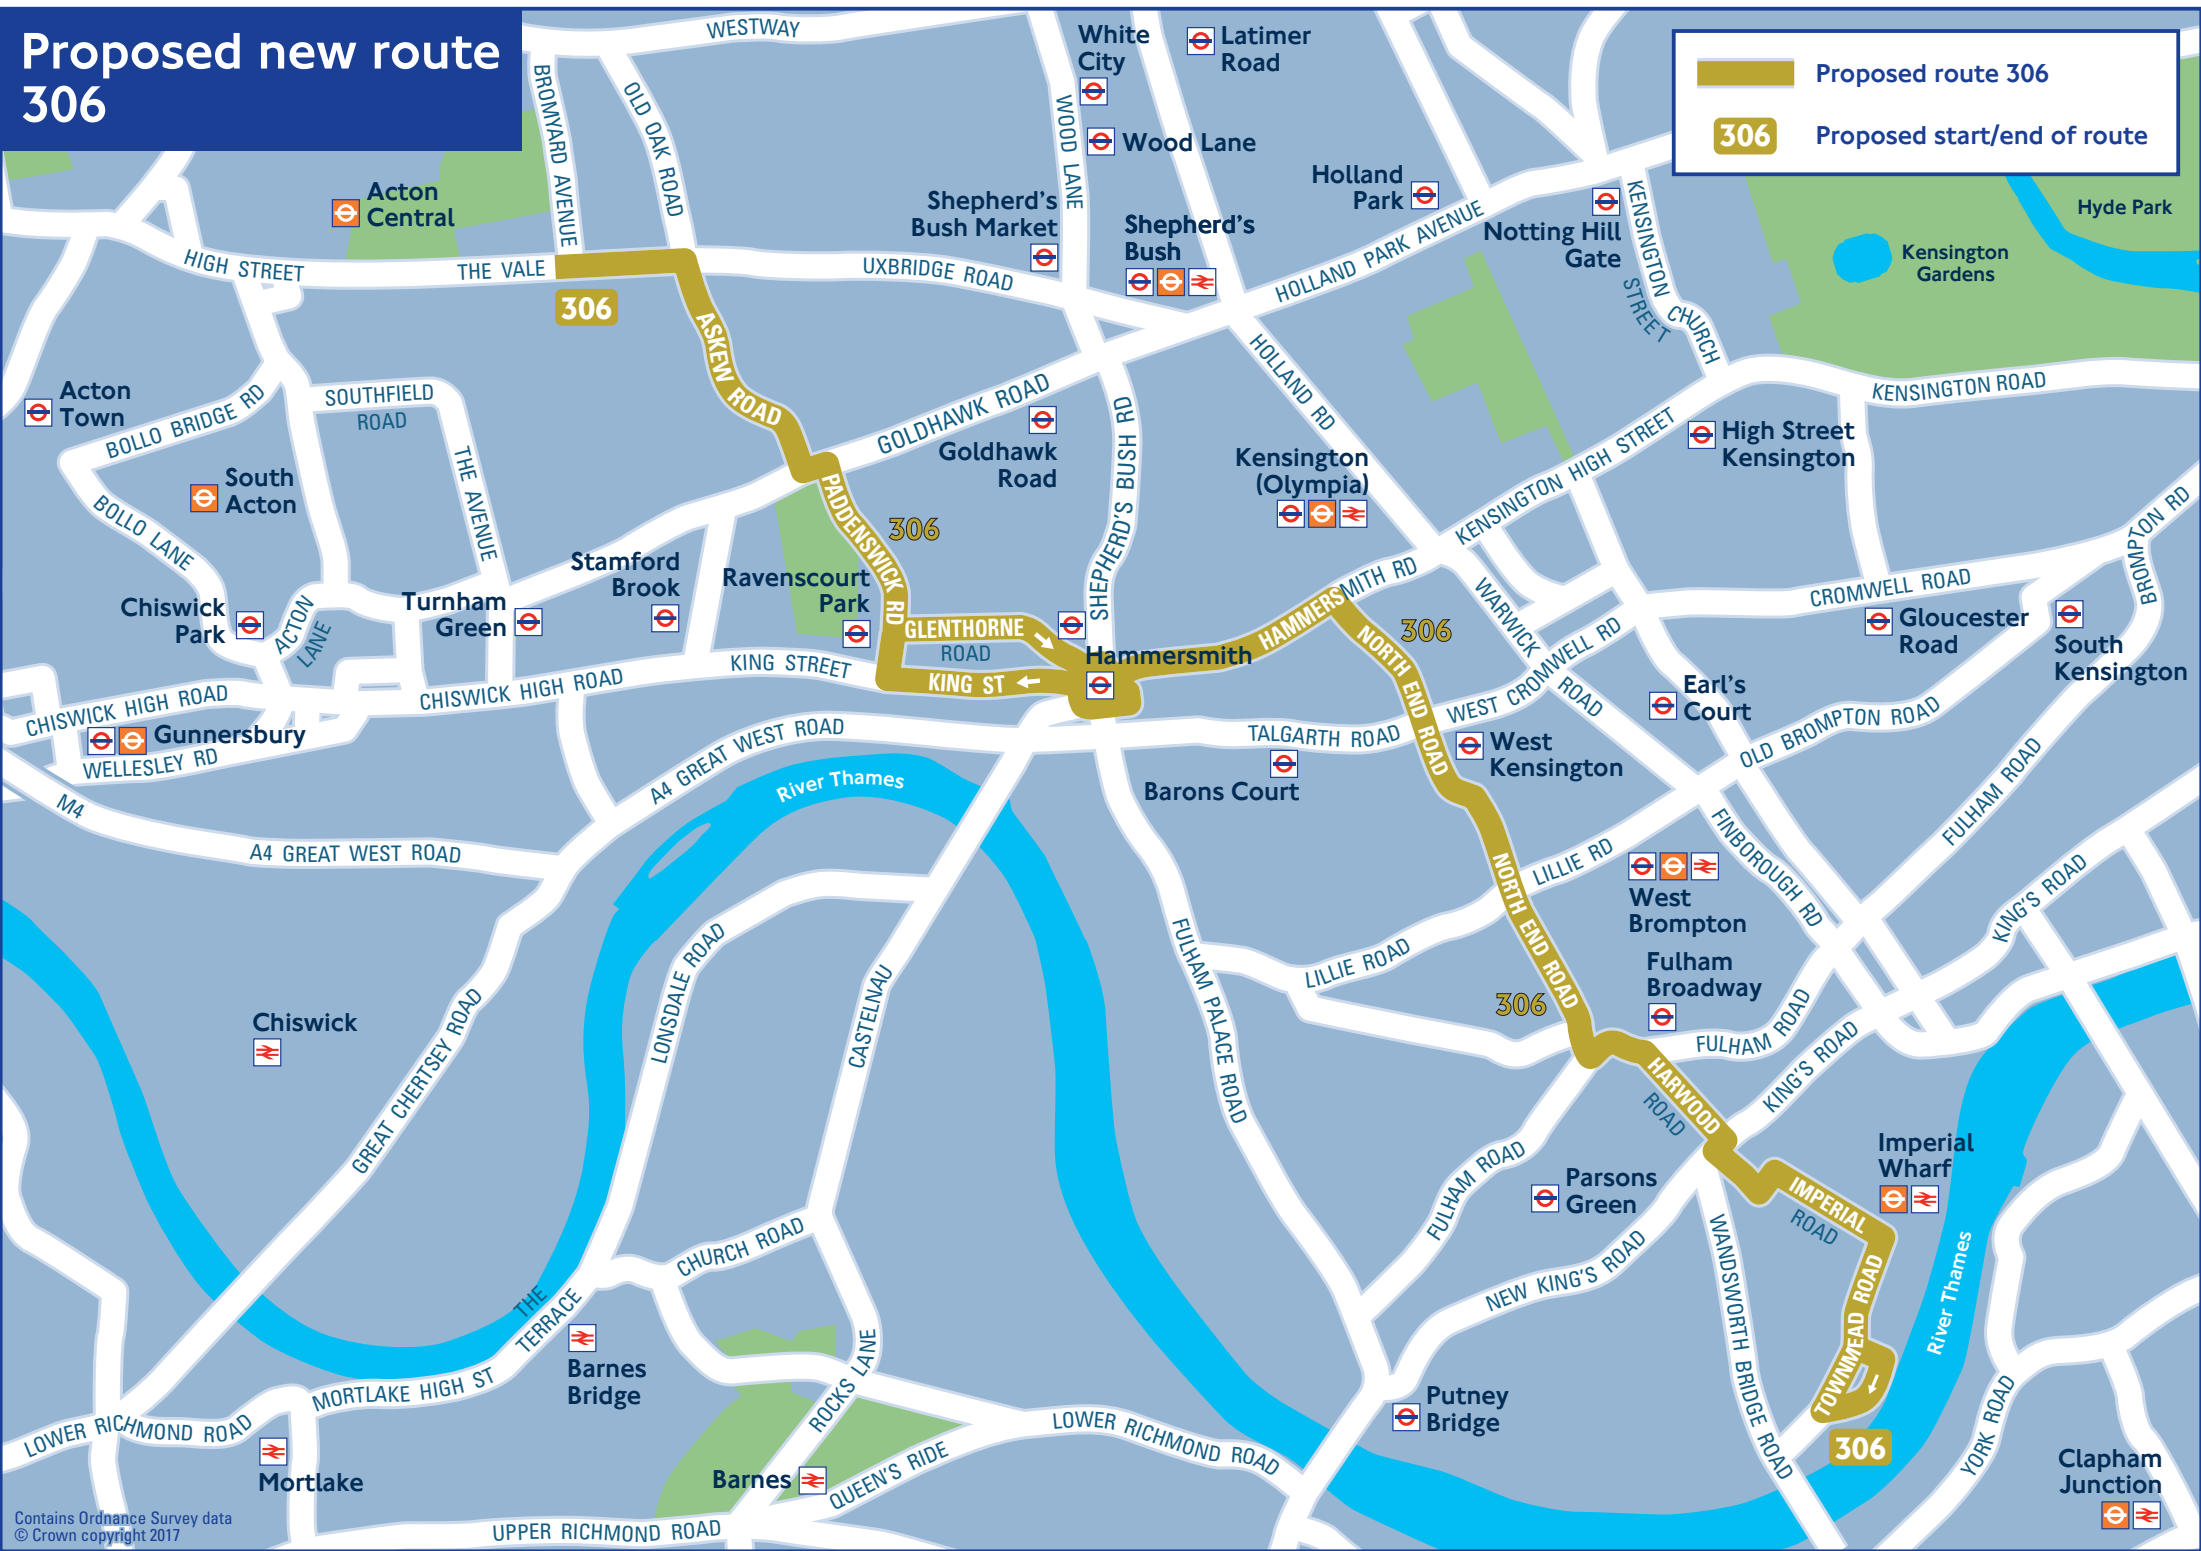 Proposed new route
306
Proposed route 306
306
Proposed start/end of route
WESTWAY
BROMYARD AVENUE
OLD OAK ROAD
WOOD LANE
White
City
Latimer
Road
Wood Lane
Holland
Park
Acton
Central
Shepherd's
Bush Market
Shepherd's
Bush
Notting Hill
Gate
KENSINGTON CHURCH
STREET
Hyde Park
Kensington
Gardens
HIGH STREET
THE VALE
306
UXBRIDGE ROAD
HOLLAND PARK AVENUE
ASKEW ROAD
HOLLAND RD
Acton
Town
BOLLO BRIDGE RD
SOUTHFIELD
ROAD
THE AVENUE
GOLDHAWK ROAD
Goldhawk
Road
SHEPHERD'S BUSH RD
Kensington
(Olympia)
KENSINGTON HIGH STREET
High Street
Kensington
KENSINGTON ROAD
South
Acton
BOLLO LANE
PADDENSWICK RD
306
BROMPTON RD
Stamford
Brook
Ravenscourt
Park
Turnham
Green
Chiswick
Park
ACTON
LANE
GLENTHORNE
ROAD
Hammersmith
HAMMERSMITH RD
306
NORTH END ROAD
WARWICK ROAD
CROMWELL ROAD
Gloucester
Road
South
Kensington
WEST CROMWELL RD
Earl's
Court
KING STREET
KING ST
CHISWICK HIGH ROAD
CHISWICK HIGH ROAD
Gunnersbury
WELLESLEY RD
M4
A4 GREAT WEST ROAD
A4 GREAT WEST ROAD
River Thames
TALGARTH ROAD
Barons Court
West
Kensington
OLD BROMPTON ROAD
FULHAM ROAD
LILLIE RD
FINBOROUGH RD
West
Brompton
KING'S ROAD
NORTH END ROAD
LILLIE ROAD
306
Fulham
Broadway
FULHAM ROAD
KING'S ROAD
HARWOOD
ROAD
FULHAM PALACE ROAD
LONSDALE ROAD
CASTELNAU
Chiswick
GREAT CHERTSEY ROAD
FULHAM ROAD
Parsons
Green
Imperial
Wharf
IMPERIAL
ROAD
NEW KING'S ROAD
WANDSWORTH BRIDGE ROAD
TOWNMEAD ROAD
River Thames
CHURCH ROAD
THE
TERRACE
Barnes
Bridge
ROCKS LANE
MORTLAKE HIGH ST
LOWER RICHMOND ROAD
Mortlake
Barnes
QUEEN'S RIDE
LOWER RICHMOND ROAD
Putney
Bridge
306
YORK ROAD
Clapham
Junction
UPPER RICHMOND ROAD
Contains Ordnance Survey data
© Crown copyright 2017